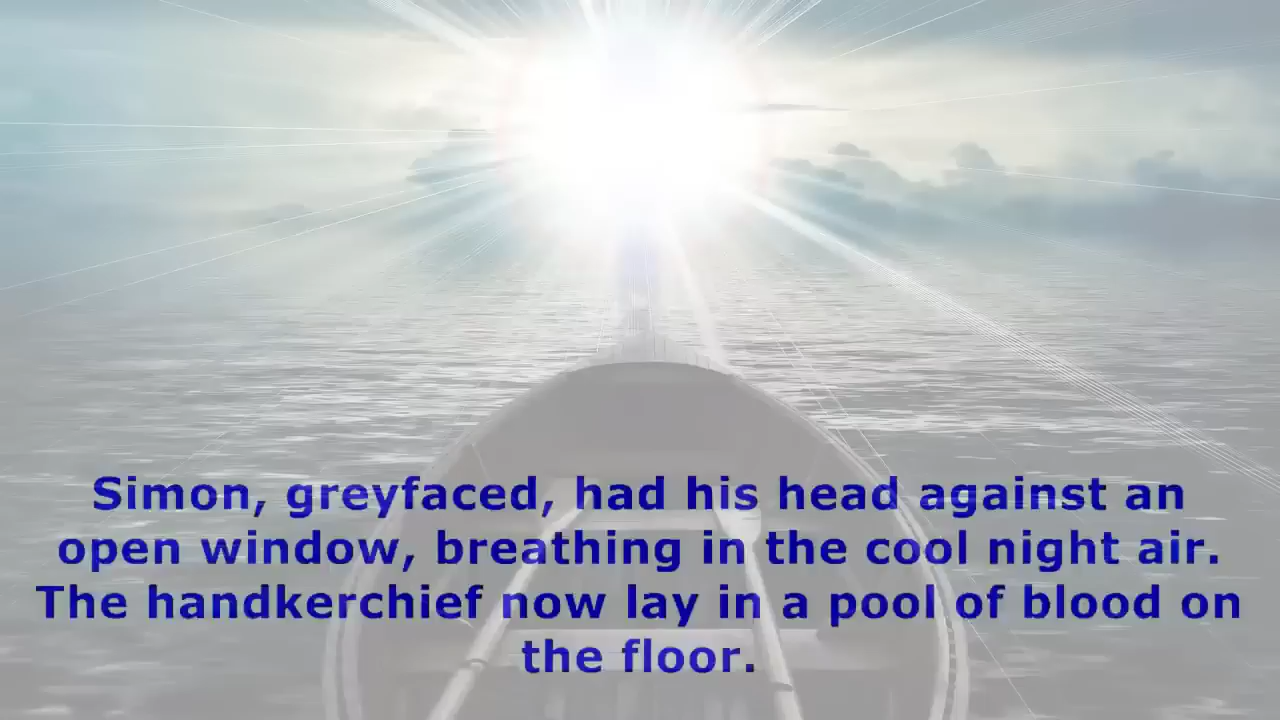 Simon, greyfaced, had his head against an
open window, breathing in the cool night air.
The handkerchief now lay in a pool of blood on
the floor.